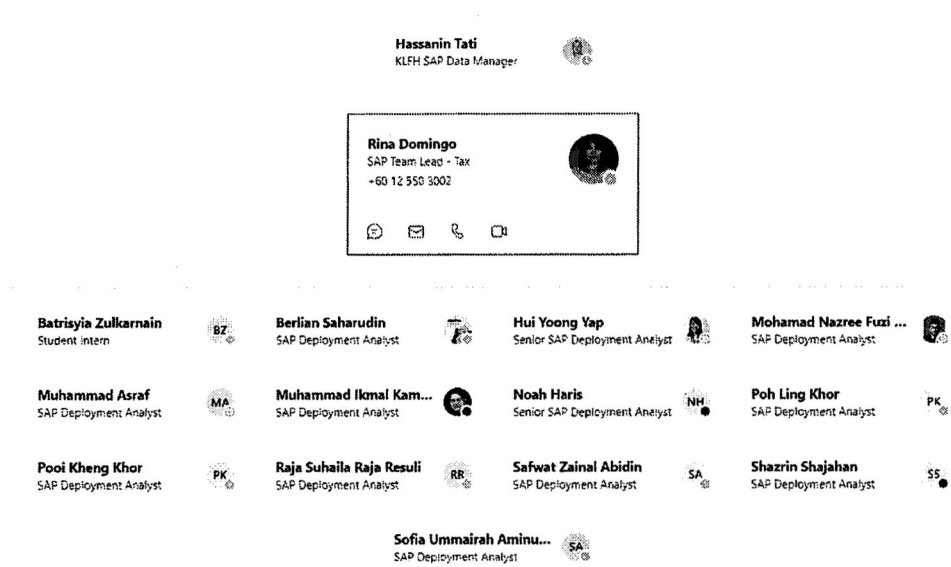 Hassanin Tati
KLFH SAP Data Manager
Rina Domingo
SAP Team Lead - Tax
+60 12 550 3002
Batrisyia Zulkarnain
Student Intern
BZ
Berlian Saharudin
SAP Deployment Analyst
Hui Yoong Yap
Senior SAP Deployment Analyst
Mohamad Nazree Fuzi ...
SAP Deployment Analyst
Muhammad Asraf
SAP Deployment Analyst
MA
Muhammad Ikmal Kam...
SAP Deployment Analyst
Noah Haris
Senior SAP Deployment Analyst
NH
Poh Ling Khor
SAP Deployment Analyst
PK
Pooi Kheng Khor
SAP Deployment Analyst
PK
Raja Suhaila Raja Resuli
SAP Deployment Analyst
RR
Safwat Zainal Abidin
SAP Deployment Analyst
SA
Shazrin Shajahan
SAP Deployment Analyst
SS
Sofia Ummairah Aminu...
SAP Deployment Analyst
SA